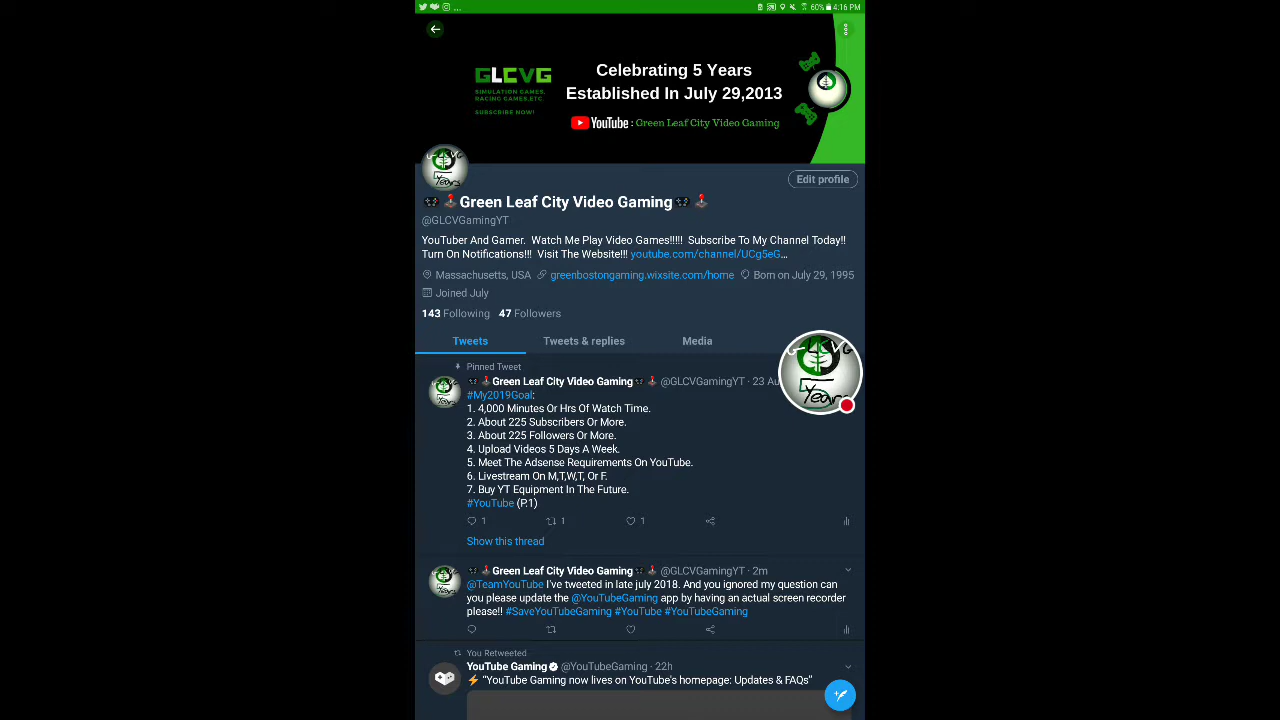 ... 60% 4:16 PM
GLCVG
SIMULATION GAMES,
RACING GAMES,ETC.
SUBSCRIBE NOW!
Celebrating 5 Years
Established In July 29,2013
YouTube : Green Leaf City Video Gaming
Years
Edit profile
Green Leaf City Video Gaming
@GLCVGamingYT
YouTuber And Gamer. Watch Me Play Video Games!!!!! Subscribe To My Channel Today!!
Turn On Notifications!!! Visit The Website!!! youtube.com/channel/UCg5eG…
Massachusetts, USA greenbostongaming.wixsite.com/home Born on July 29, 1995
Joined July
143 Following 47 Followers
Tweets Tweets & replies Media
G-LCVG
5 Years
Pinned Tweet
Green Leaf City Video Gaming @GLCVGamingYT · 23 Au
#My2019Goal:
1. 4,000 Minutes Or Hrs Of Watch Time.
2. About 225 Subscribers Or More.
3. About 225 Followers Or More.
4. Upload Videos 5 Days A Week.
5. Meet The Adsense Requirements On YouTube.
6. Livestream On M,T,W,T, Or F.
7. Buy YT Equipment In The Future.
#YouTube (P.1)
1 1 1
Show this thread
Green Leaf City Video Gaming @GLCVGamingYT · 2m
@TeamYouTube I've tweeted in late july 2018. And you ignored my question can
you please update the @YouTubeGaming app by having an actual screen recorder
please!! #SaveYouTubeGaming #YouTube #YouTubeGaming
You Retweeted
YouTube Gaming @YouTubeGaming · 22h
⚡ “YouTube Gaming now lives on YouTube's homepage: Updates & FAQs”